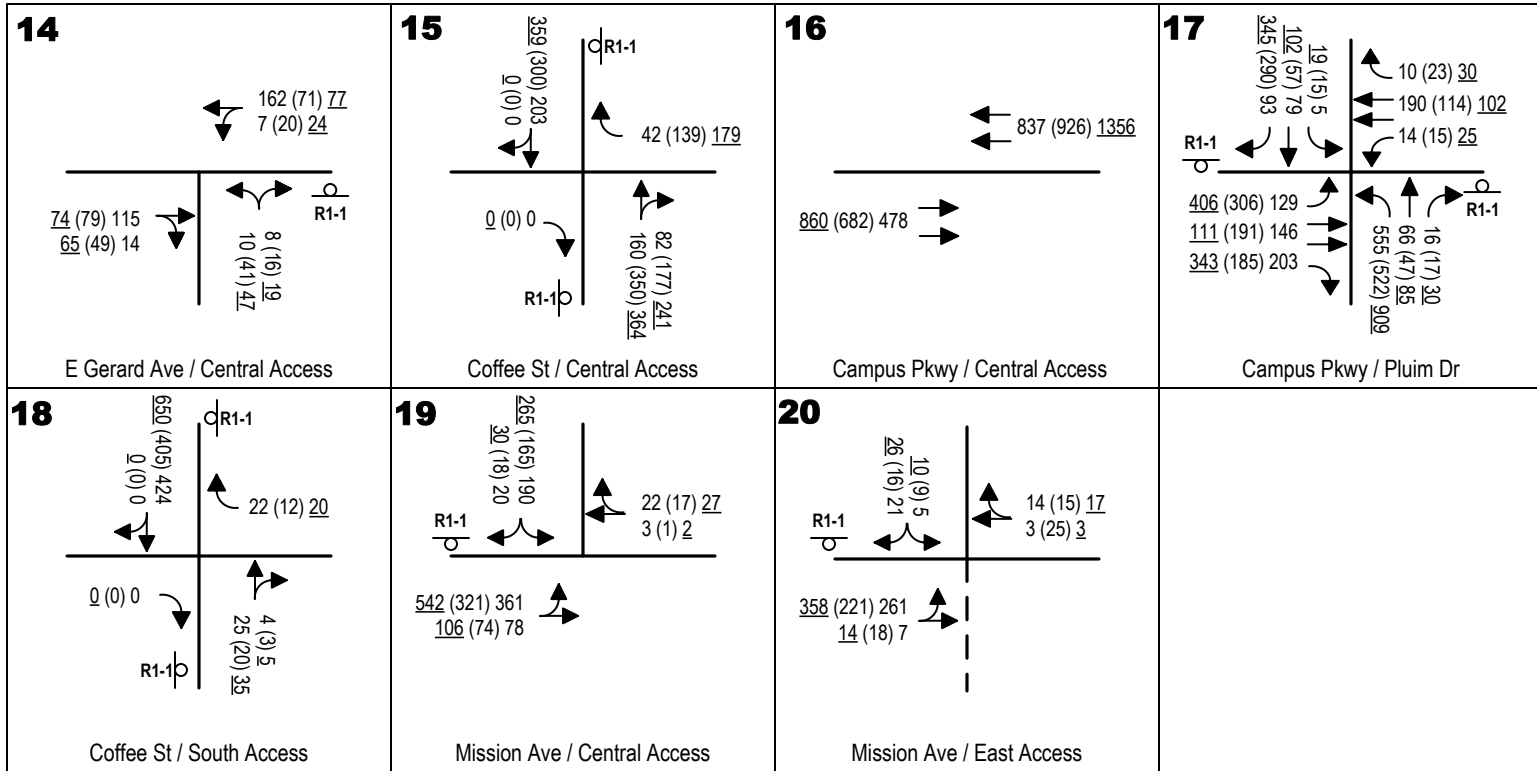 14
162 (71) 77
7 (20) 24
R1-1
74 (79) 115
65 (49) 14
8 (16) 19
10 (41) 47
E Gerard Ave / Central Access
15
359 (300) 203
0 (0) 0
R1-1
42 (139) 179
0 (0) 0
82 (177) 241
160 (350) 364
R1-1
Coffee St / Central Access
16
837 (926) 1356
860 (682) 478
Campus Pkwy / Central Access
17
19 (15) 5
102 (57) 79
345 (290) 93
10 (23) 30
190 (114) 102
14 (15) 25
R1-1
406 (306) 129
111 (191) 146
343 (185) 203
R1-1
16 (17) 30
66 (47) 85
555 (522) 909
Campus Pkwy / Pluim Dr
18
650 (405) 424
0 (0) 0
R1-1
22 (12) 20
0 (0) 0
4 (3) 5
25 (20) 35
R1-1
Coffee St / South Access
19
265 (165) 190
30 (18) 20
22 (17) 27
3 (1) 2
R1-1
542 (321) 361
106 (74) 78
Mission Ave / Central Access
20
10 (9) 5
26 (16) 21
14 (15) 17
3 (25) 3
R1-1
358 (221) 261
14 (18) 7
Mission Ave / East Access